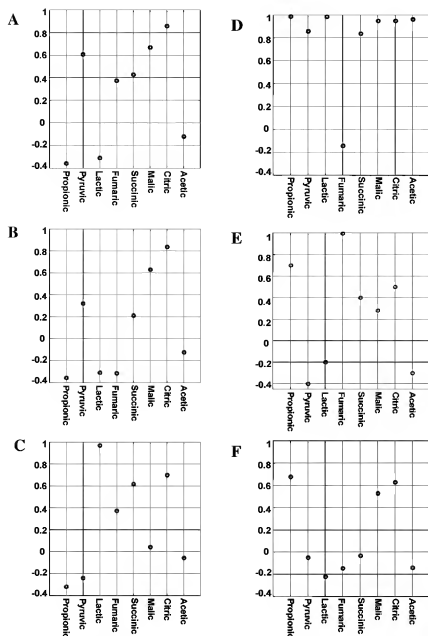 A
1
0.8
0.6
0.4
0.2
0
-0.2
-0.4
Propionic
Pyruvic
Lactic
Fumaric
Succinic
Malic
Citric
Acetic
B
1
0.8
0.6
0.4
0.2
0
-0.2
-0.4
Propionic
Pyruvic
Lactic
Fumaric
Succinic
Malic
Citric
Acetic
C
1
0.8
0.6
0.4
0.2
0
-0.2
-0.4
Propionic
Pyruvic
Lactic
Fumaric
Succinic
Malic
Citric
Acetic
D
1
0.8
0.6
0.4
0.2
0
-0.2
-0.4
Propionic
Pyruvic
Lactic
Fumaric
Succinic
Malic
Citric
Acetic
E
1
0.8
0.6
0.4
0.2
0
-0.2
-0.4
Propionic
Pyruvic
Lactic
Fumaric
Succinic
Malic
Citric
Acetic
F
1
0.8
0.6
0.4
0.2
0
-0.2
-0.4
Propionic
Pyruvic
Lactic
Fumaric
Succinic
Malic
Citric
Acetic